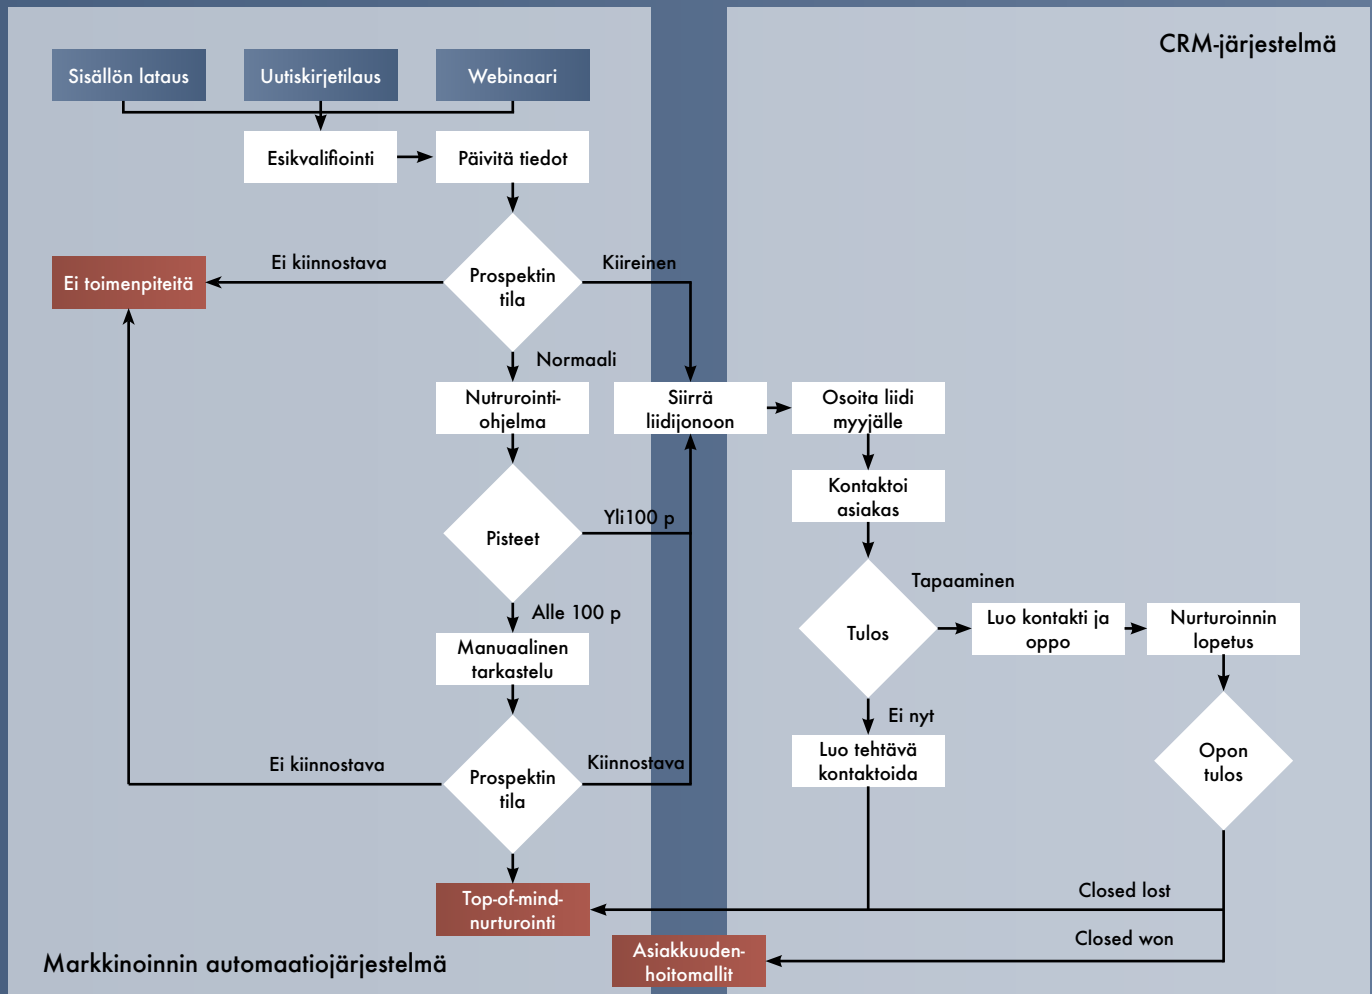 CRM-järjestelmä
Sisällön lataus
Uutiskirjetilaus
Webinaari
Esikvalifiointi
Päivitä tiedot
Ei kiinnostava
Kiireinen
Ei toimenpiteitä
Prospektin
tila
Normaali
Nutrurointi-
ohjelma
Siirrä
liidijonoon
Osoita liidi
myyjälle
Kontaktoi
asiakas
Yli100 p
Pisteet
Tapaaminen
Alle 100 p
Luo kontakti ja
oppo
Nurturoinnin
lopetus
Tulos
Manuaalinen
tarkastelu
Ei nyt
Luo tehtävä
kontaktoida
Opon
tulos
Ei kiinnostava
Kiinnostava
Prospektin
tila
Top-of-mind-
nurturointi
Closed lost
Closed won
Asiakkuuden-
hoitomallit
Markkinoinnin automaatiojärjestelmä